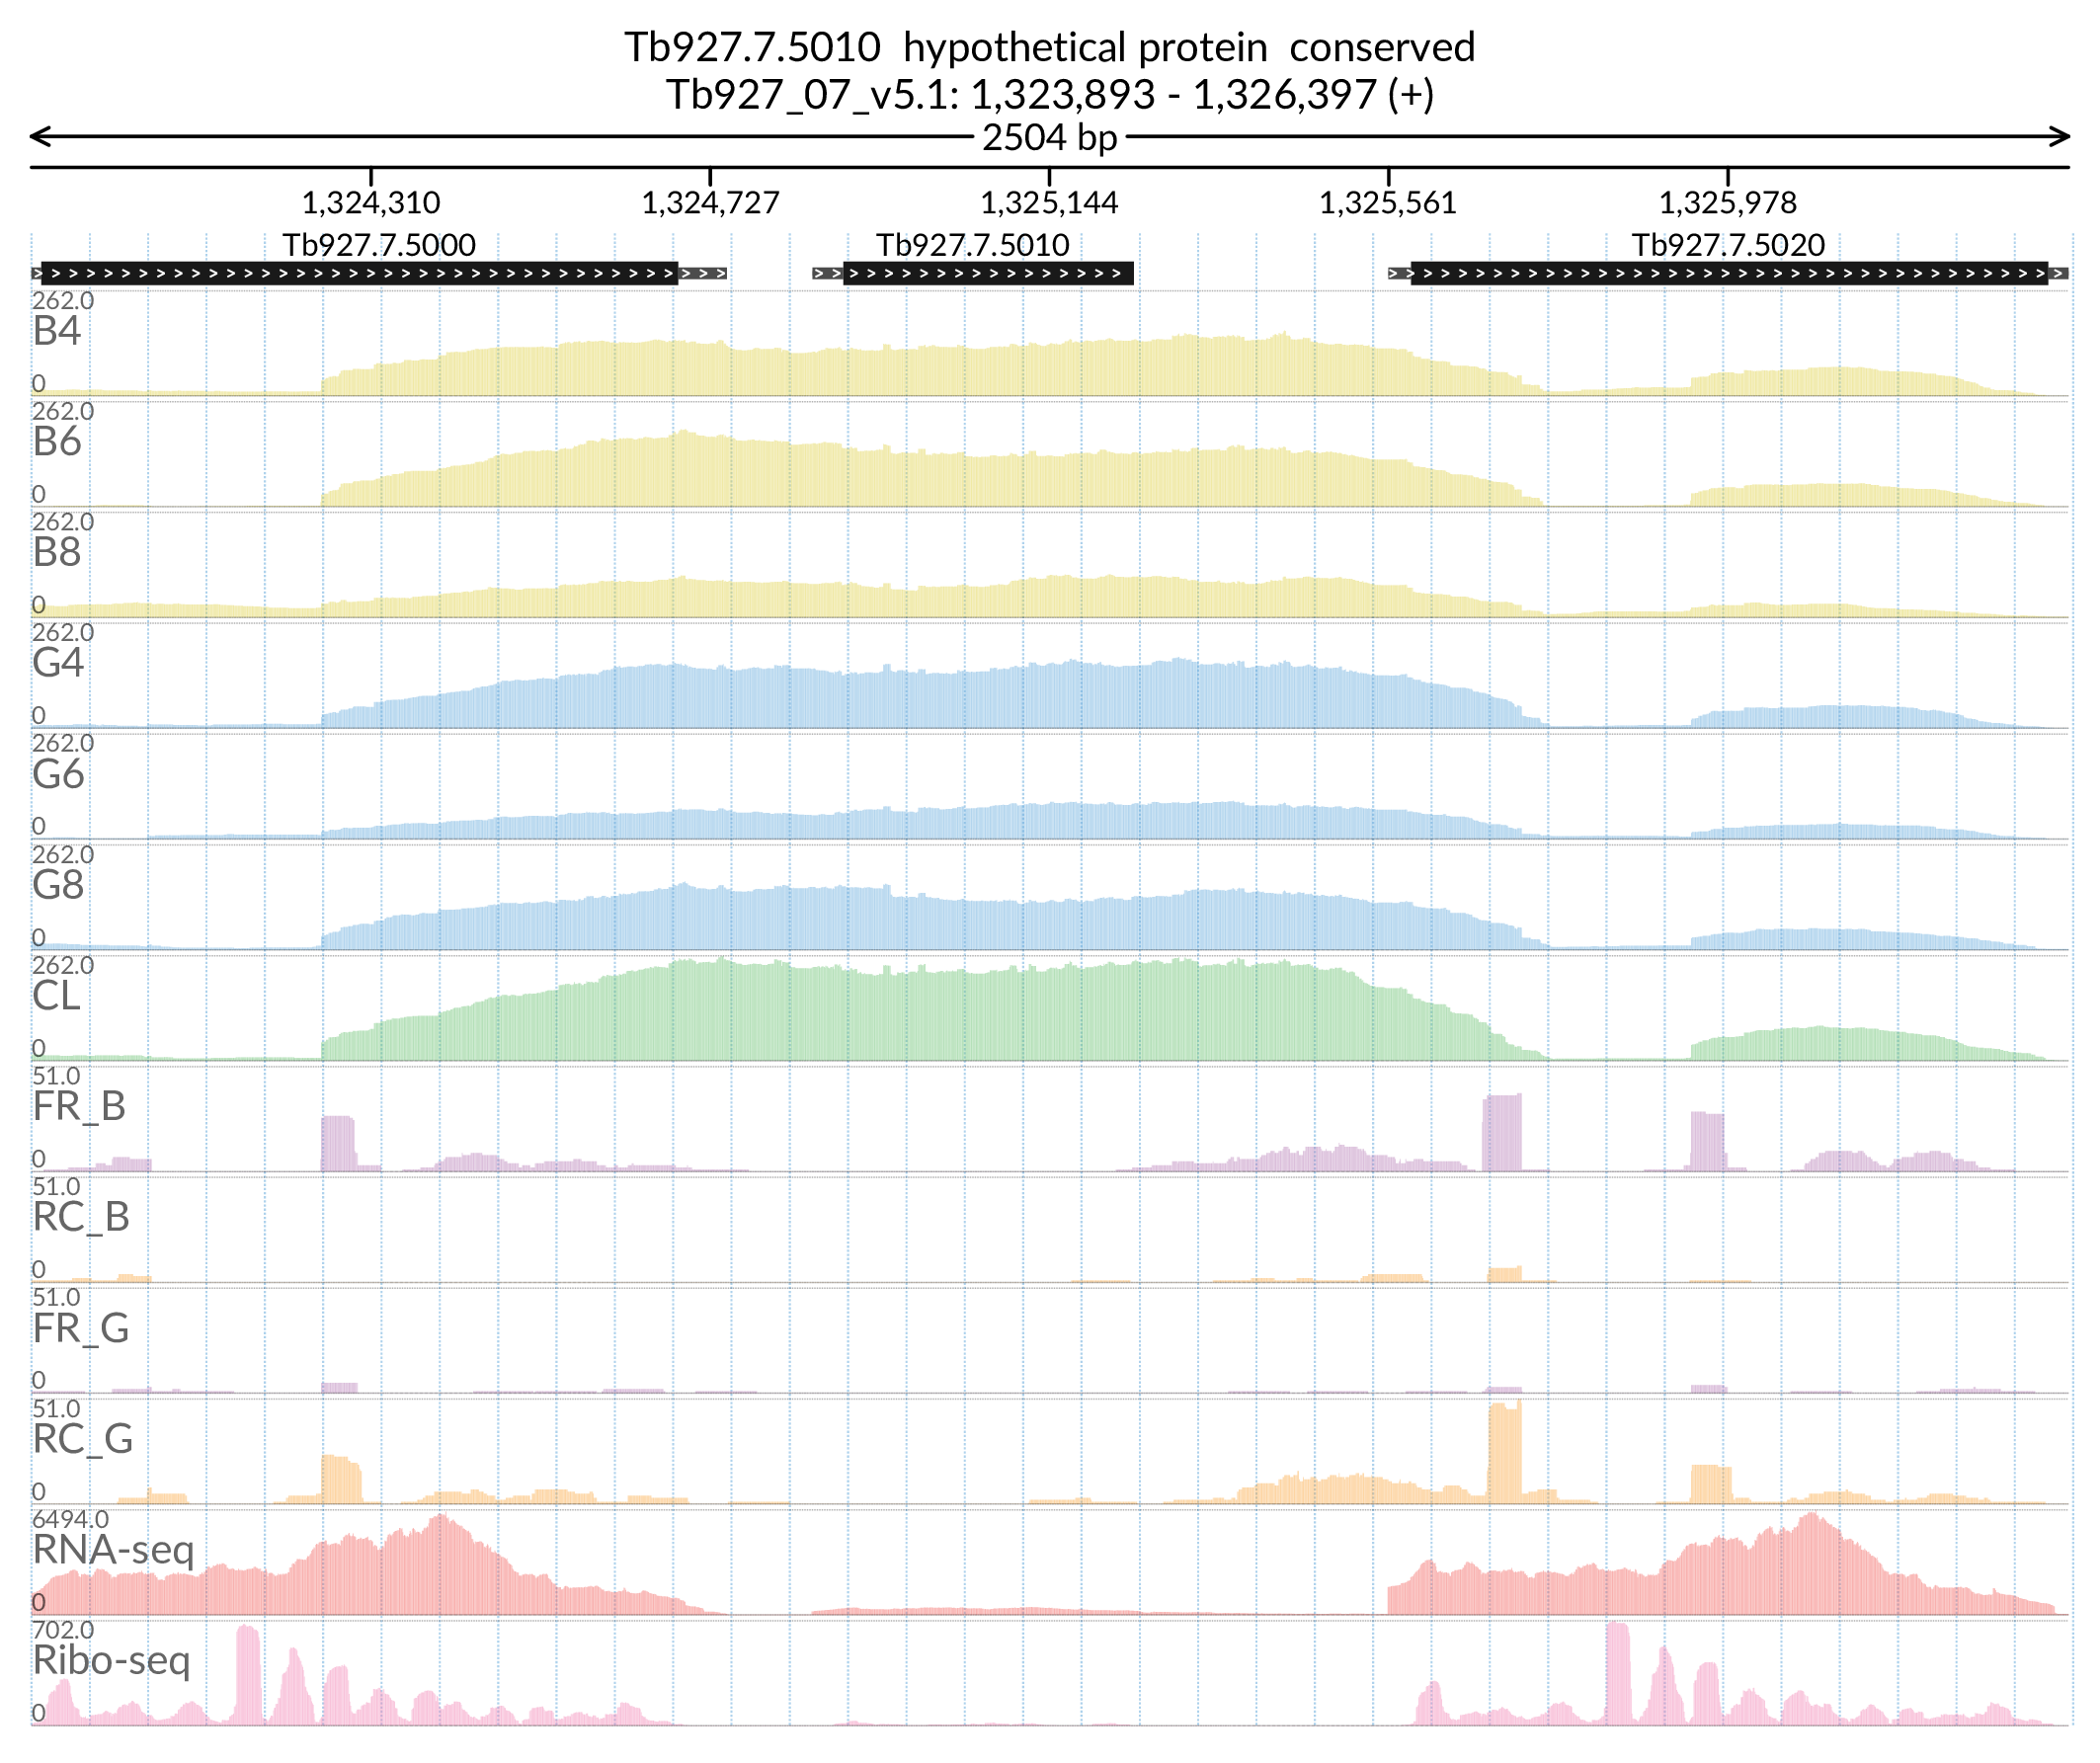 Tb927.7.5010 hypothetical protein conserved
Tb927_07_v5.1: 1,323,893 - 1,326,397 (+)
2504 bp
1,324,310 1,324,727 1,325,144 1,325,561 1,325,978
Tb927.7.5000 Tb927.7.5010 Tb927.7.5020
262.0
B4
0
262.0
B6
0
262.0
B8
0
262.0
G4
0
262.0
G6
0
262.0
G8
0
262.0
CL
0
51.0
FR_B
0
51.0
RC_B
0
51.0
FR_G
0
51.0
RC_G
0
6494.0
RNA-seq
0
702.0
Ribo-seq
0